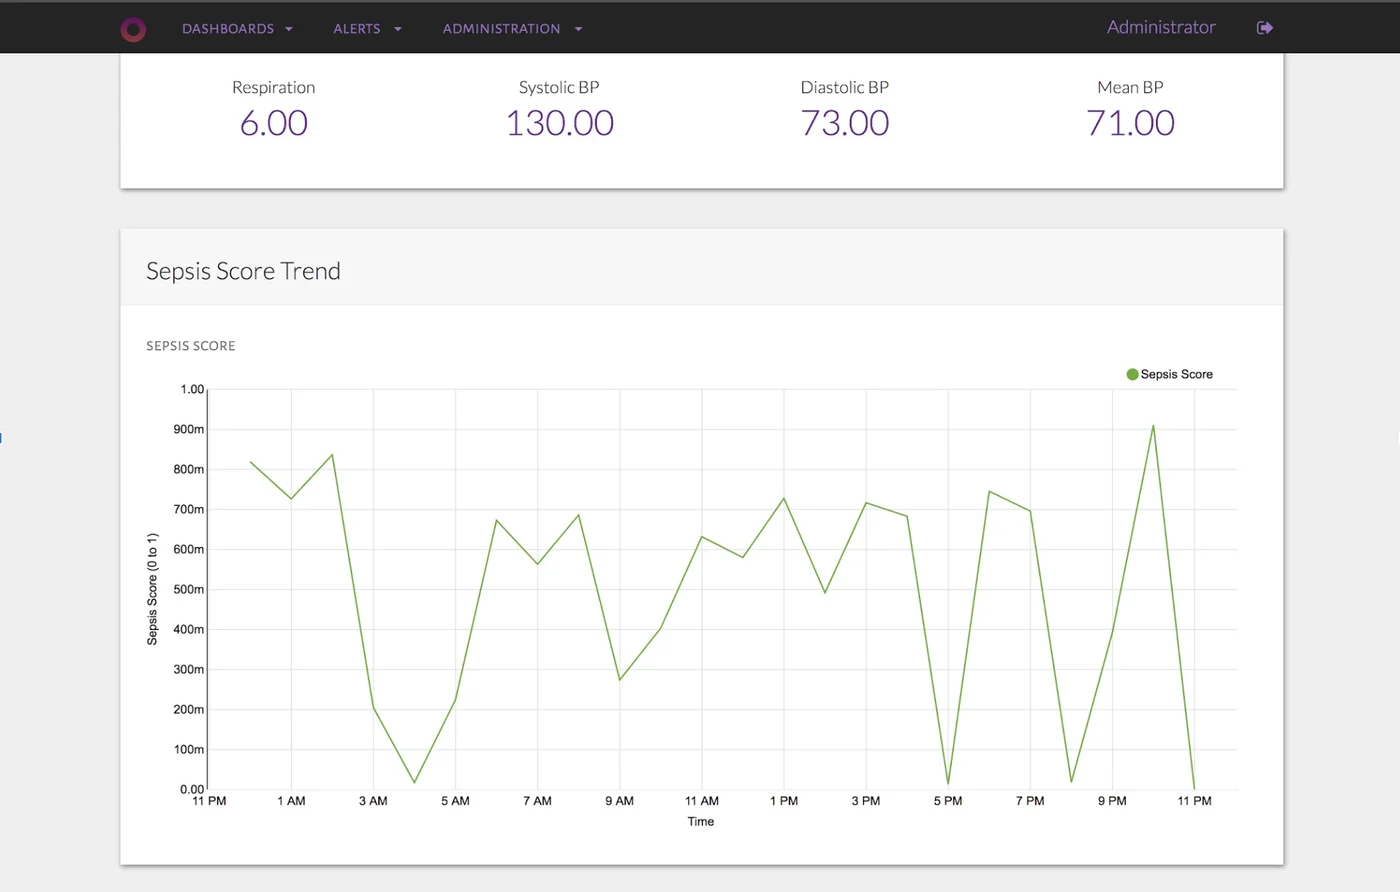 DASHBOARDS ALERTS ADMINISTRATION Administrator
Respiration Systolic BP Diastolic BP Mean BP
6.00 130.00 73.00 71.00
Sepsis Score Trend
SEPSIS SCORE
Sepsis Score
1.00
900m
800m
700m
600m
500m
400m
300m
200m
100m
0.00
Sepsis Score (0 to 1)
11 PM 1 AM 3 AM 5 AM 7 AM 9 AM 11 AM 1 PM 3 PM 5 PM 7 PM 9 PM 11 PM
Time